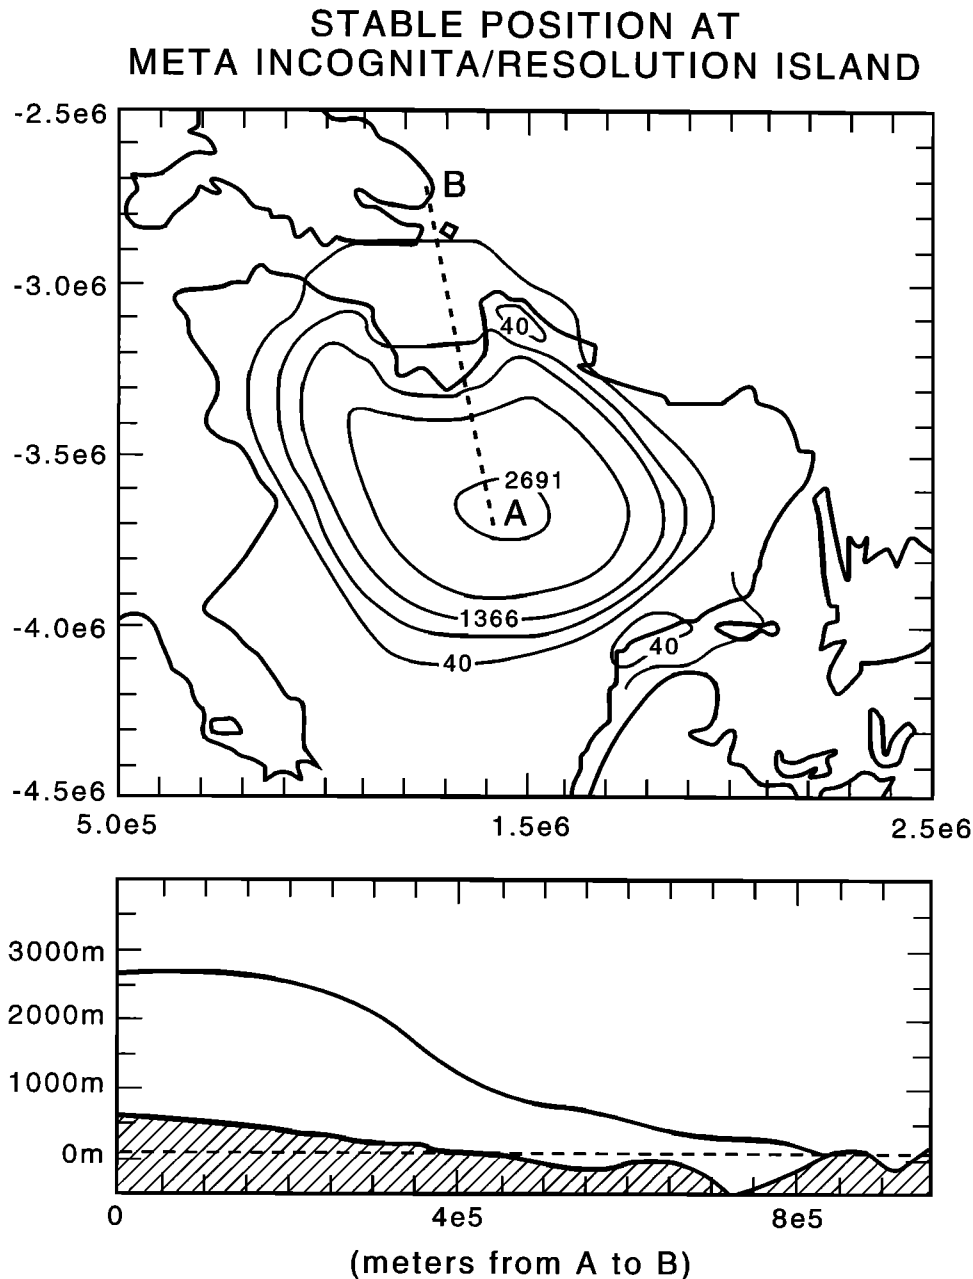 STABLE POSITION AT
META INCOGNITA/RESOLUTION ISLAND
-2.5e6
B
-3.0e6
40
-3.5e6
2691
A
-4.0e6
1366
40
40
-4.5e6
5.0e5
1.5e6
2.5e6
3000m
2000m
1000m
0m
0
4e5
8e5
(meters from A to B)